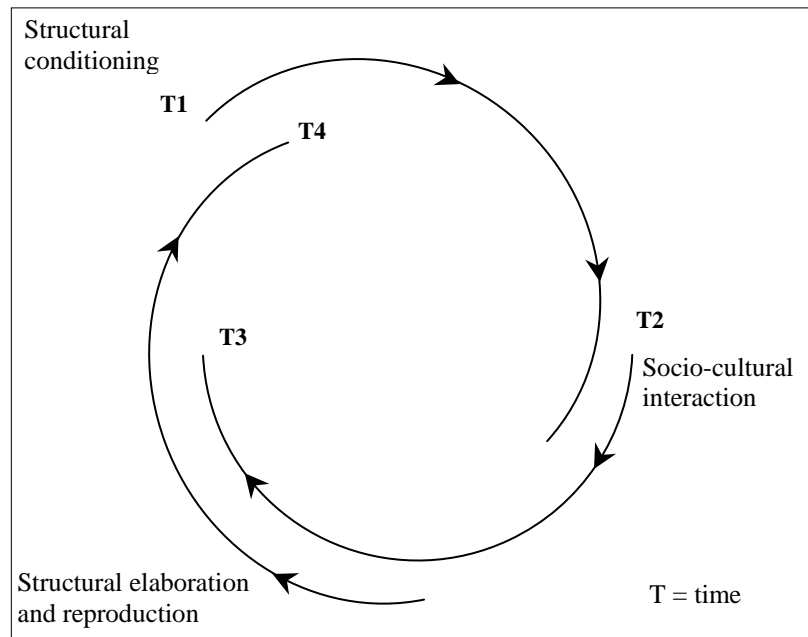 Structural
conditioning
T1
T4
T2
T3
Socio-cultural
interaction
Structural elaboration
and reproduction
T = time